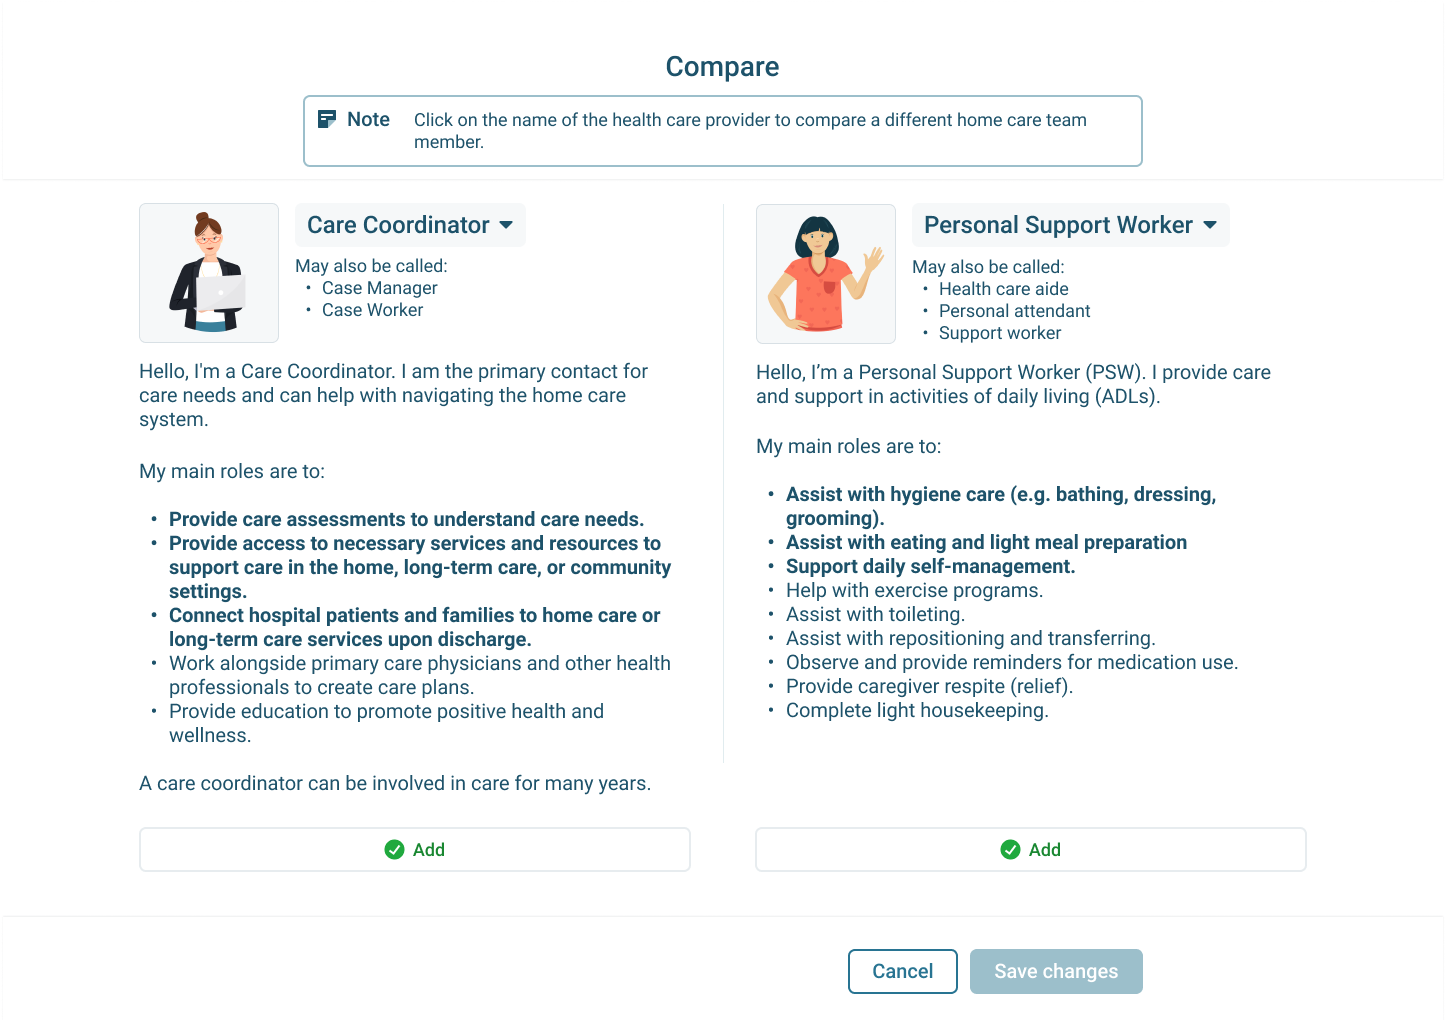 Compare
Note
Click on the name of the health care provider to compare a different home care team
member.
Care Coordinator
May also be called:
• Case Manager
• Case Worker
Hello, I'm a Care Coordinator. I am the primary contact for
care needs and can help with navigating the home care
system.
My main roles are to:
• Provide care assessments to understand care needs.
• Provide access to necessary services and resources to
support care in the home, long-term care, or community
settings.
• Connect hospital patients and families to home care or
long-term care services upon discharge.
• Work alongside primary care physicians and other health
professionals to create care plans.
• Provide education to promote positive health and
wellness.
A care coordinator can be involved in care for many years.
Add
Personal Support Worker
May also be called:
• Health care aide
• Personal attendant
• Support worker
Hello, I’m a Personal Support Worker (PSW). I provide care
and support in activities of daily living (ADLs).
My main roles are to:
• Assist with hygiene care (e.g. bathing, dressing,
grooming).
• Assist with eating and light meal preparation
• Support daily self-management.
• Help with exercise programs.
• Assist with toileting.
• Assist with repositioning and transferring.
• Observe and provide reminders for medication use.
• Provide caregiver respite (relief).
• Complete light housekeeping.
Add
Cancel
Save changes